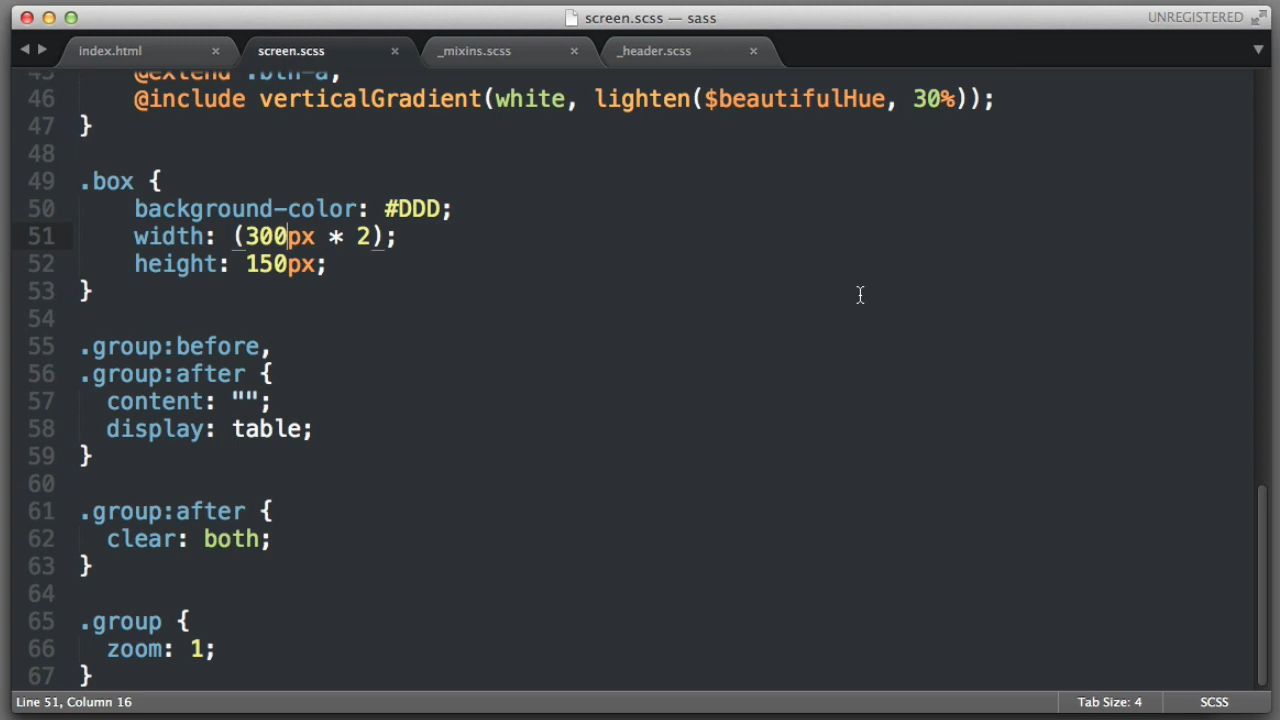 screen.scss — sass
UNREGISTERED
index.html × screen.scss × _mixins.scss × _header.scss ×
45 @extend .btn-a;
46 @include verticalGradient(white, lighten($beautifulHue, 30%));
47 }
48
49 .box {
50 background-color: #DDD;
51 width: (300px * 2);
52 height: 150px;
53 }
54
55 .group:before,
56 .group:after {
57 content: "";
58 display: table;
59 }
60
61 .group:after {
62 clear: both;
63 }
64
65 .group {
66 zoom: 1;
67 }
Line 51, Column 16
Tab Size: 4
SCSS